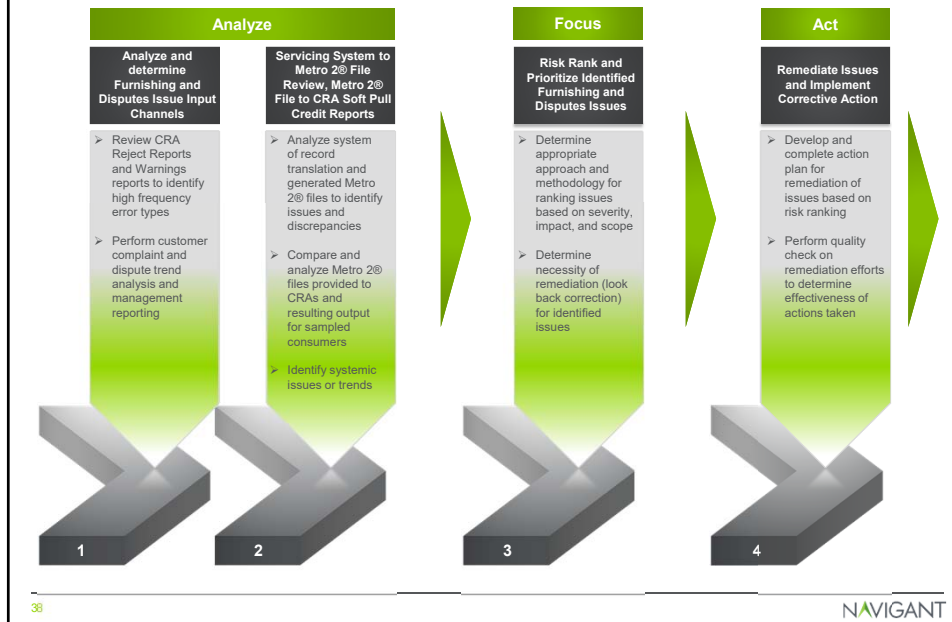 Analyze
Analyze and
determine
Furnishing and
Disputes Issue Input
Channels
➢ Review CRA
Reject Reports
and Warnings
reports to identify
high frequency
error types
➢ Perform customer
complaint and
dispute trend
analysis and
management
reporting
1
Servicing System to
Metro 2® File
Review, Metro 2®
File to CRA Soft Pull
Credit Reports
➢ Analyze system
of record
translation and
generated Metro
2® files to identify
issues and
discrepancies
➢ Compare and
analyze Metro 2®
files provided to
CRAs and
resulting output
for sampled
consumers
➢ Identify systemic
issues or trends
2
Focus
Risk Rank and
Prioritize Identified
Furnishing and
Disputes Issues
➢ Determine
appropriate
approach and
methodology for
ranking issues
based on severity,
impact, and scope
➢ Determine
necessity of
remediation (look
back correction)
for identified
issues
3
Act
Remediate Issues
and Implement
Corrective Action
➢ Develop and
complete action
plan for
remediation of
issues based on
risk ranking
➢ Perform quality
check on
remediation efforts
to determine
effectiveness of
actions taken
4
38
NAVIGANT